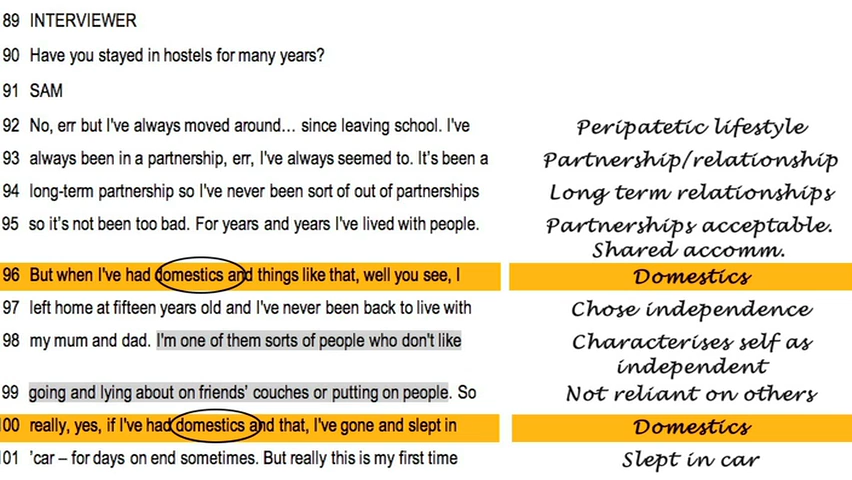 89 INTERVIEWER
90 Have you stayed in hostels for many years?
91 SAM
92 No, err but I've always moved around… since leaving school. I've Peripatetic lifestyle
93 always been in a partnership, err, I've always seemed to. It's been a Partnership/relationship
94 long-term partnership so I've never been sort of out of partnerships Long term relationships
95 so it's not been too bad. For years and years I've lived with people. Partnerships acceptable.
Shared accomm.
96 But when I've had domestics and things like that, well you see, I Domestics
97 left home at fifteen years old and I've never been back to live with Chose independence
98 my mum and dad. I'm one of them sorts of people who don't like Characterises self as
independent
99 going and lying about on friends' couches or putting on people. So Not reliant on others
100 really, yes, if I've had domestics and that, I've gone and slept in Domestics
101 'car – for days on end sometimes. But really this is my first time Slept in car